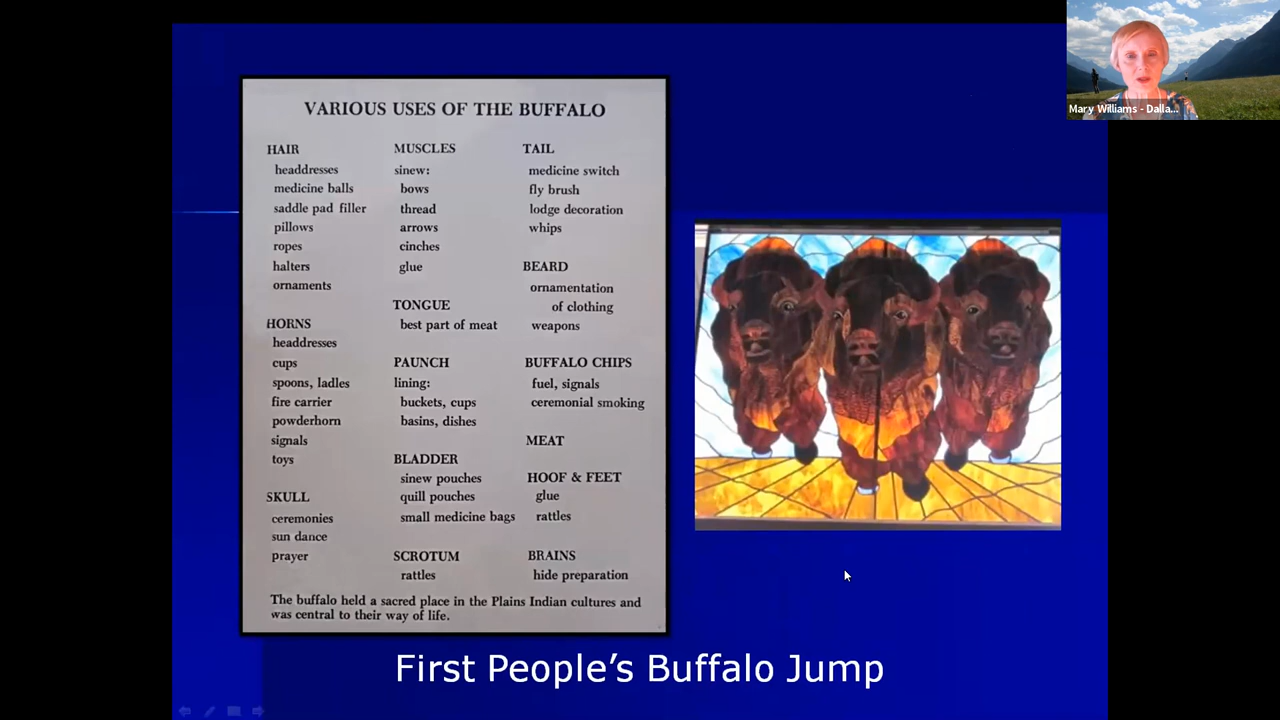 VARIOUS USES OF THE BUFFALO
HAIR
headdresses
medicine balls
saddle pad filler
pillows
ropes
halters
ornaments
HORNS
headdresses
cups
spoons, ladles
fire carrier
powderhorn
signals
toys
SKULL
ceremonies
sun dance
prayer
MUSCLES
sinew:
bows
thread
arrows
cinches
glue
TONGUE
best part of meat
PAUNCH
lining:
buckets, cups
basins, dishes
BLADDER
sinew pouches
quill pouches
small medicine bags
SCROTUM
rattles
TAIL
medicine switch
fly brush
lodge decoration
whips
BEARD
ornamentation
of clothing
weapons
BUFFALO CHIPS
fuel, signals
ceremonial smoking
MEAT
HOOF & FEET
glue
rattles
BRAINS
hide preparation
The buffalo held a sacred place in the Plains Indian cultures and
was central to their way of life.
First People's Buffalo Jump
Mary Williams - Dalla...